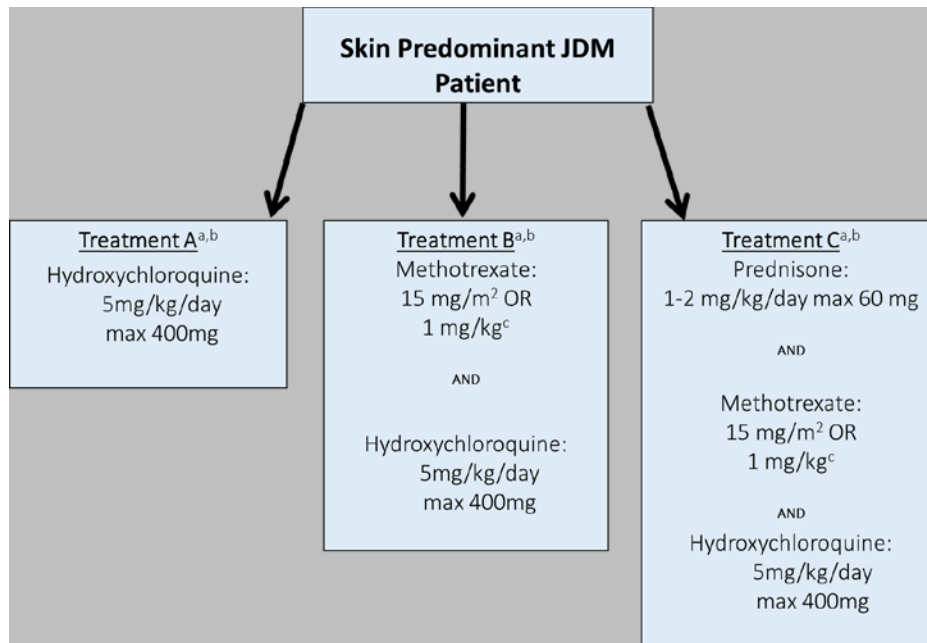 Skin Predominant JDM
Patient
Treatment Aᵃ,ᵇ
Hydroxychloroquine:
5mg/kg/day
max 400mg
Treatment Bᵃ,ᵇ
Methotrexate:
15 mg/m² OR
1 mg/kgᶜ
AND
Hydroxychloroquine:
5mg/kg/day
max 400mg
Treatment Cᵃ,ᵇ
Prednisone:
1-2 mg/kg/day max 60 mg
AND
Methotrexate:
15 mg/m² OR
1 mg/kgᶜ
AND
Hydroxychloroquine:
5mg/kg/day
max 400mg